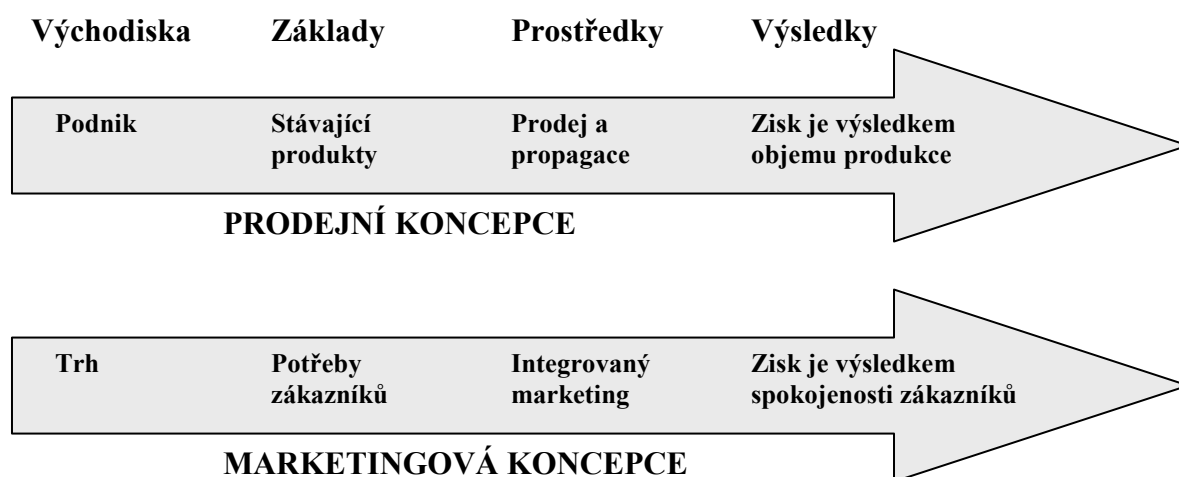 Východiska Základy Prostředky Výsledky
Podnik Stávající Prodej a Zisk je výsledkem
produkty propagace objemu produkce
PRODEJNÍ KONCEPCE
Trh Potřeby Integrovaný Zisk je výsledkem
zákazníků marketing spokojenosti zákazníků
MARKETINGOVÁ KONCEPCE